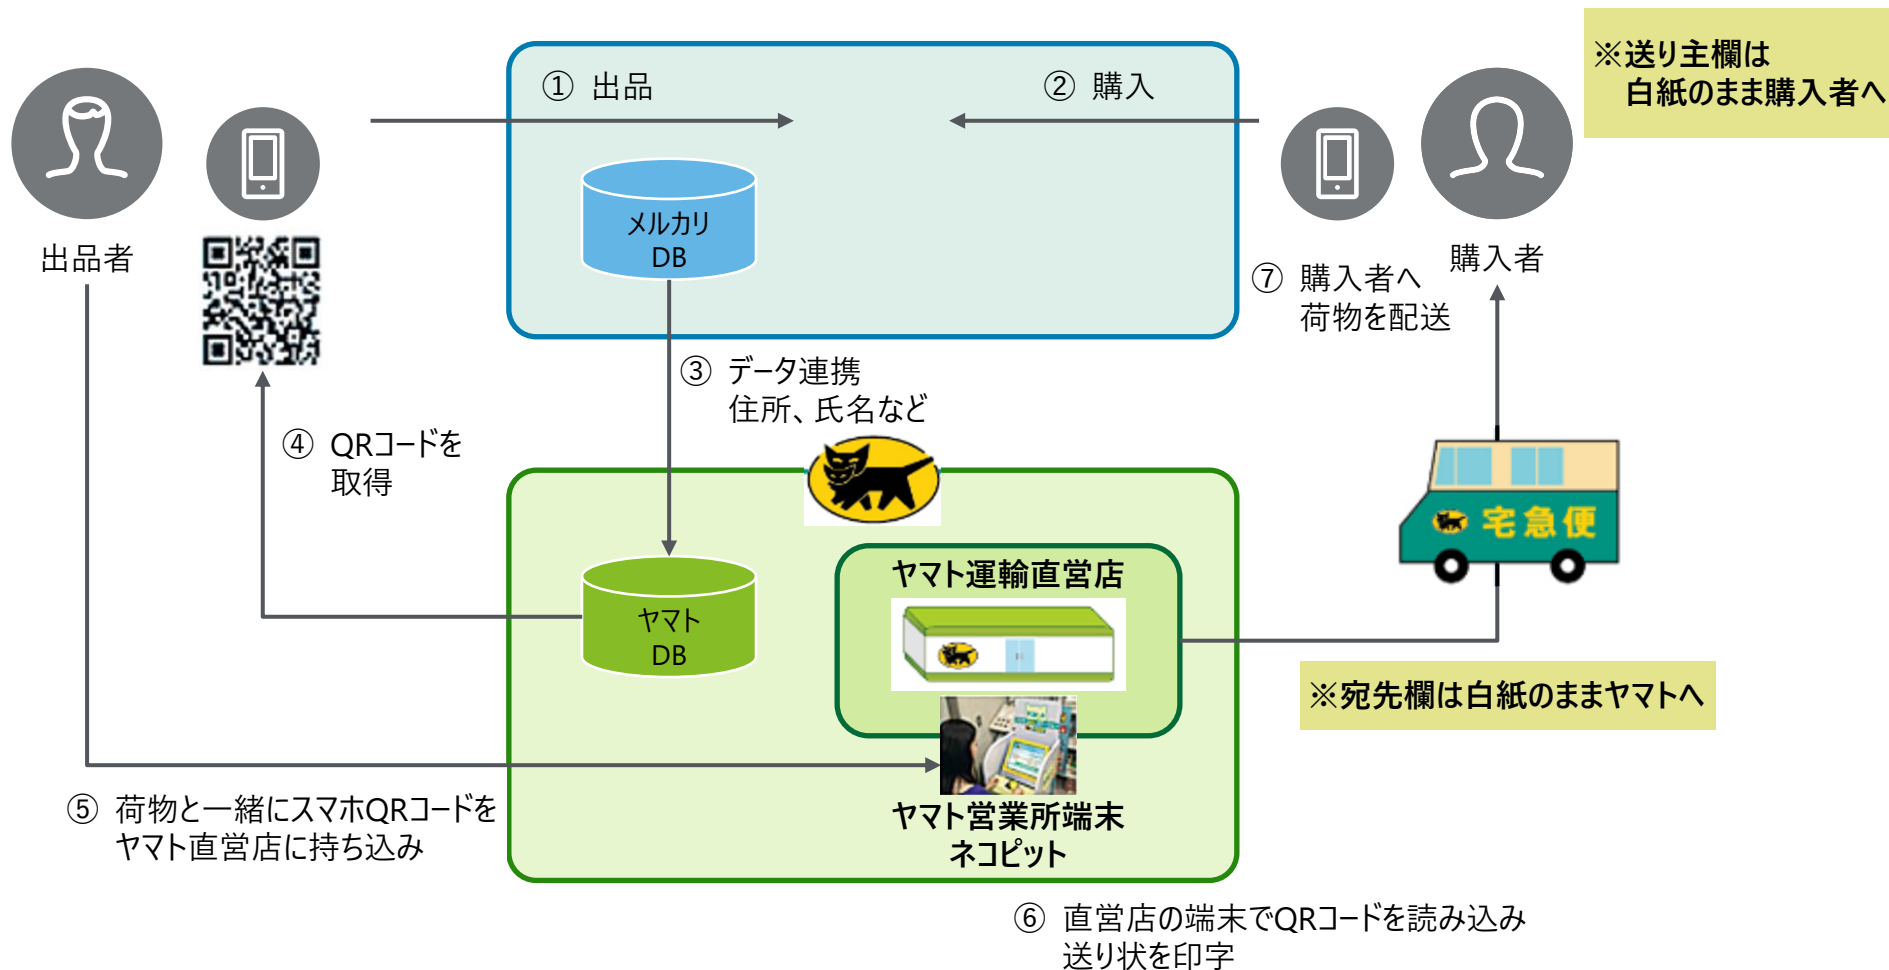 ① 出品
② 購入
※送り主欄は
白紙のまま購入者へ
出品者
メルカリ
DB
購入者
⑦ 購入者へ
荷物を配送
③ データ連携
住所、氏名など
④ QRコードを
取得
宅急便
ヤマト運輸直営店
ヤマト
DB
※宛先欄は白紙のままヤマトへ
⑤ 荷物と一緒にスマホQRコードを
ヤマト直営店に持ち込み
ヤマト営業所端末
ネコピット
⑥ 直営店の端末でQRコードを読み込み
送り状を印字